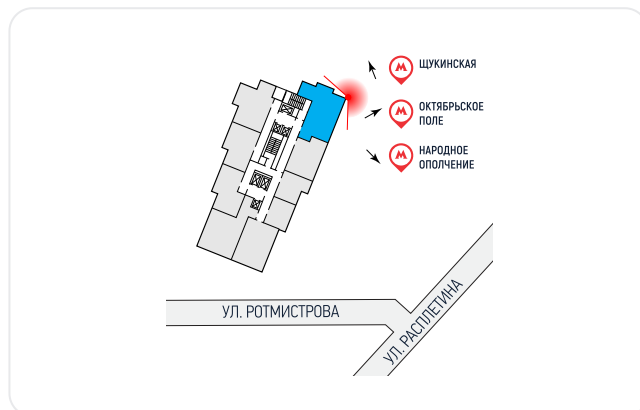 ЩУКИНСКАЯ
ОКТЯБРЬСКОЕ
ПОЛЕ
НАРОДНОЕ
ОПОЛЧЕНИЕ
УЛ. РОТМИСТРОВА
УЛ. РАСПЛЕТИНА